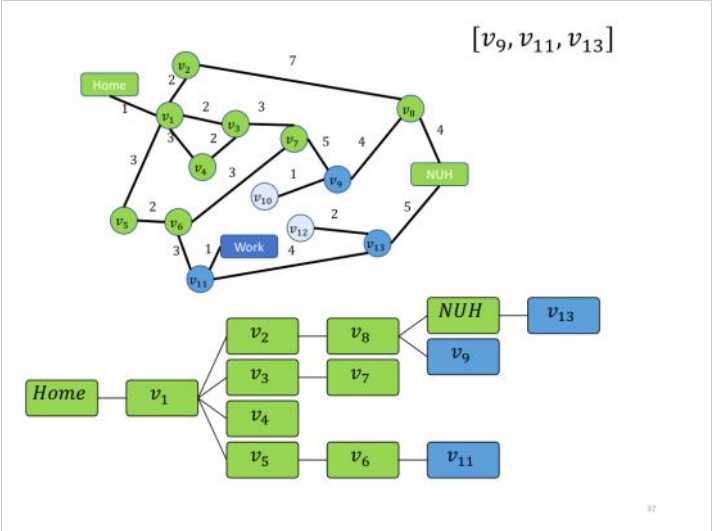 [v₉, v₁₁, v₁₃]
7
v₂
Home
2
1
v₁
2
3
v₈
v₃
4
3
2
v₇
5
4
v₄
3
3
1
v₉
NUH
v₁₀
2
5
v₅
v₆
v₁₂
2
v₁₃
3
1
Work
4
v₁₁
NUH
v₁₃
v₂
v₈
v₉
v₃
v₇
Home
v₁
v₄
v₅
v₆
v₁₁
37